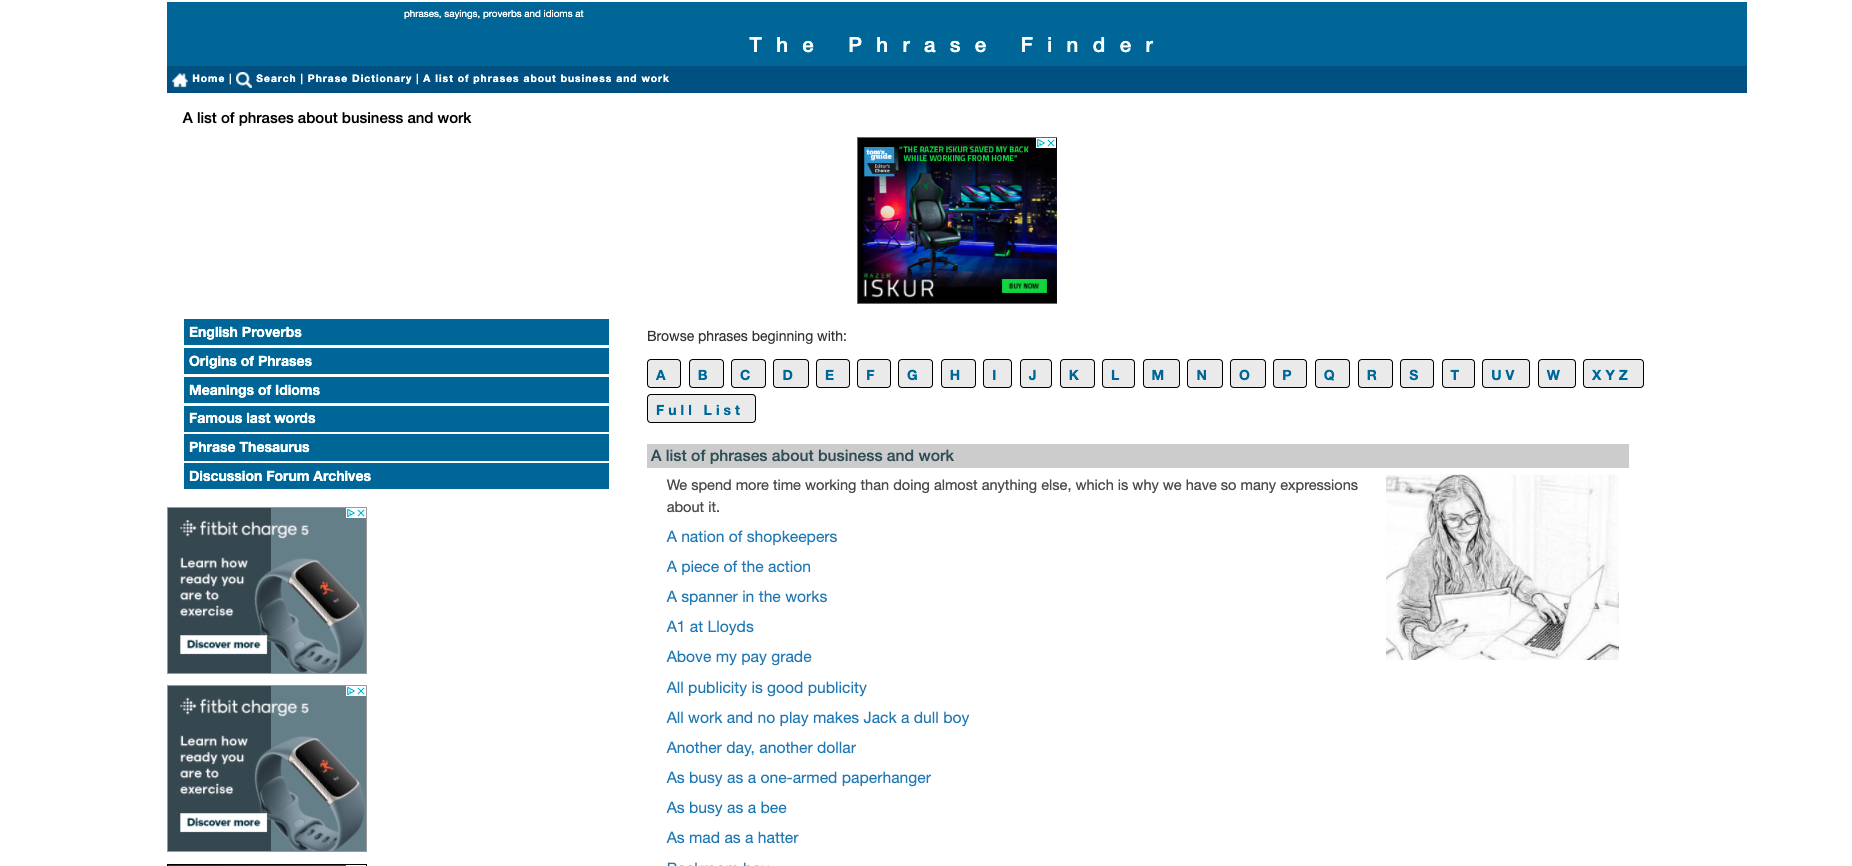 phrases, sayings, proverbs and idioms at
The Phrase Finder
Home | Search | Phrase Dictionary | A list of phrases about business and work
A list of phrases about business and work
tom's guide
Editor's Choice
"THE RAZER ISKUR SAVED MY BACK
WHILE WORKING FROM HOME"
RAZER
ISKUR
BUY NOW
English Proverbs
Origins of Phrases
Meanings of Idioms
Famous last words
Phrase Thesaurus
Discussion Forum Archives
fitbit charge 5
Learn how
ready you
are to
exercise
Discover more
fitbit charge 5
Learn how
ready you
are to
exercise
Discover more
Browse phrases beginning with:
A B C D E F G H I J K L M N O P Q R S T UV W XYZ
Full List
A list of phrases about business and work
We spend more time working than doing almost anything else, which is why we have so many expressions
about it.
A nation of shopkeepers
A piece of the action
A spanner in the works
A1 at Lloyds
Above my pay grade
All publicity is good publicity
All work and no play makes Jack a dull boy
Another day, another dollar
As busy as a one-armed paperhanger
As busy as a bee
As mad as a hatter